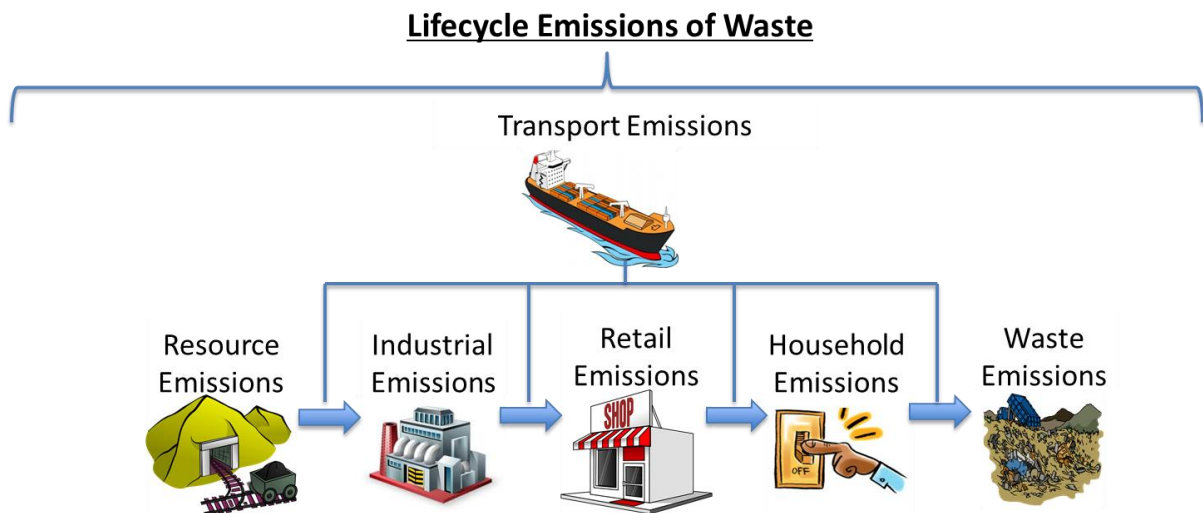 Lifecycle Emissions of Waste
Transport Emissions
Resource
Emissions
Industrial
Emissions
Retail
Emissions
Household
Emissions
Waste
Emissions
SHOP
OFF